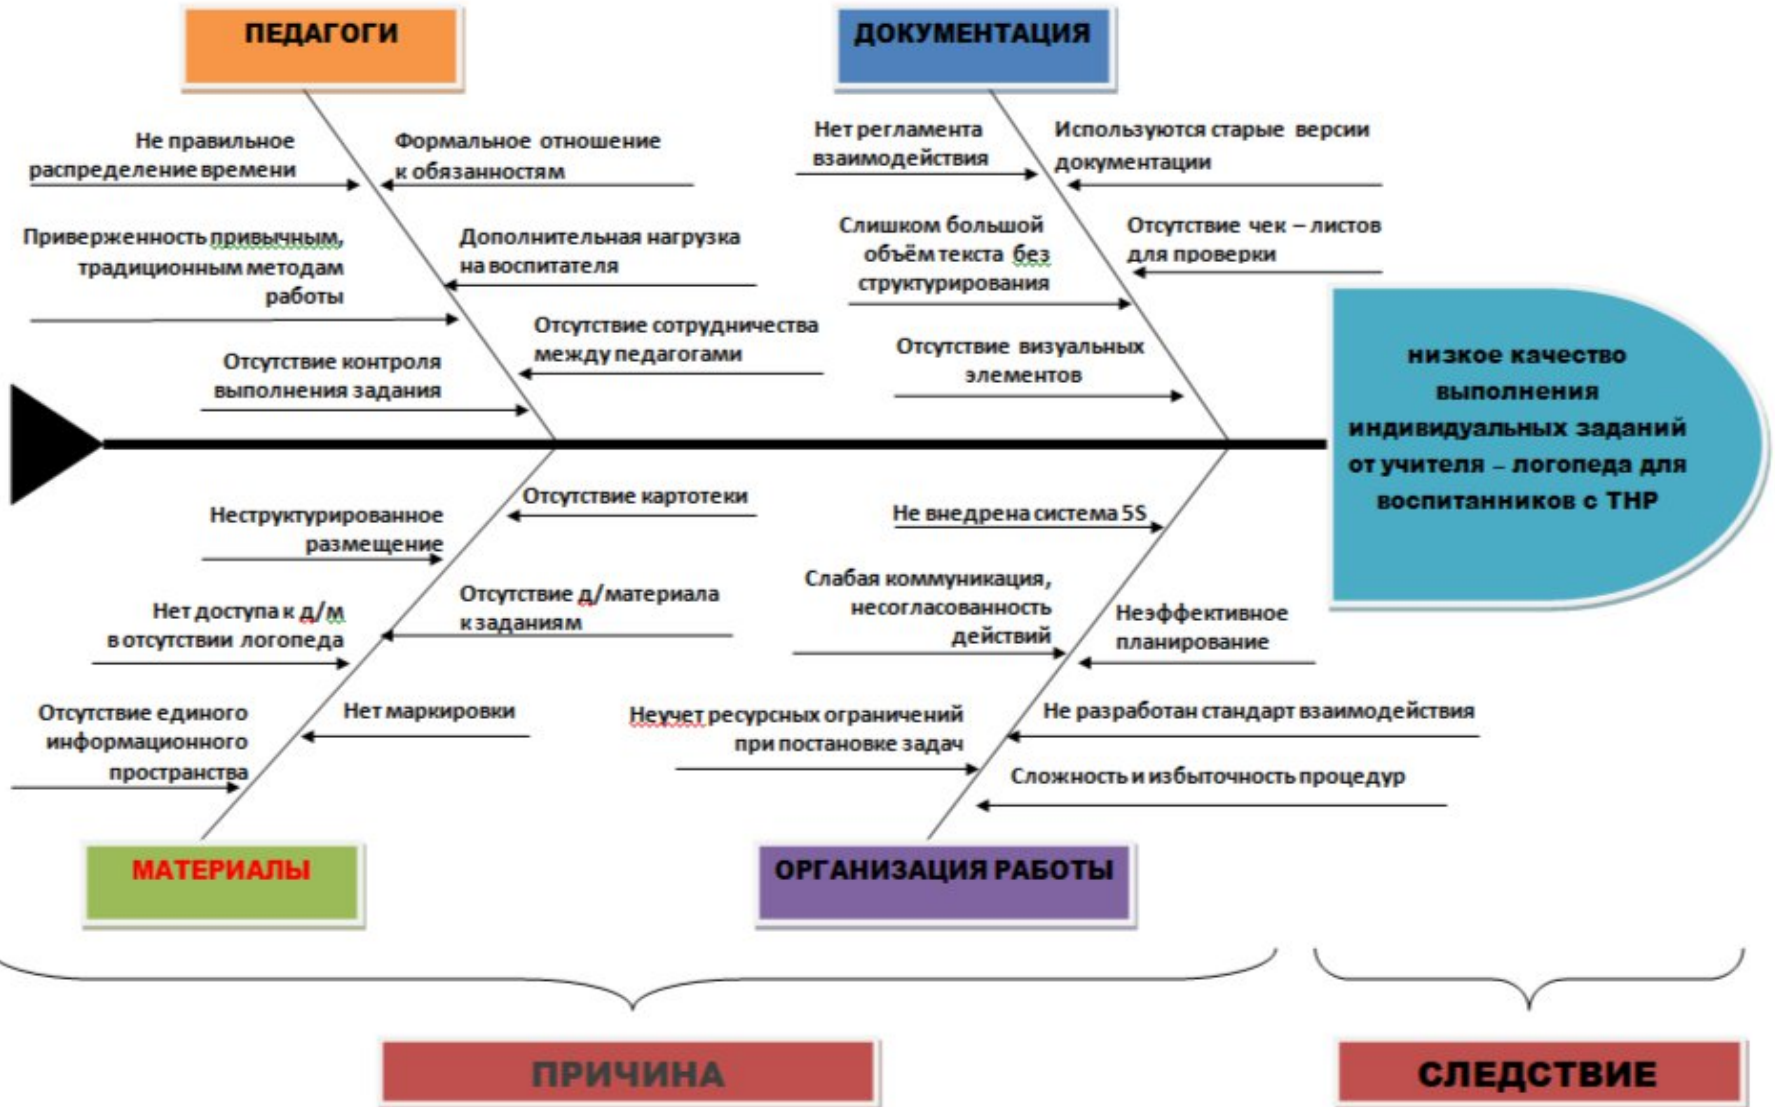 ПЕДАГОГИ
Не правильное
распределение времени
Формальное отношение
к обязанностям
Приверженность привычным,
традиционным методам
работы
Дополнительная нагрузка
на воспитателя
Отсутствие контроля
выполнения задания
Отсутствие сотрудничества
между педагогами
ДОКУМЕНТАЦИЯ
Нет регламента
взаимодействия
Используются старые версии
документации
Слишком большой
объём текста без
структурирования
Отсутствие чек – листов
для проверки
Отсутствие визуальных
элементов
низкое качество
выполнения
индивидуальных заданий
от учителя – логопеда для
воспитанников с ТНР
Отсутствие картотеки
Неструктурированное
размещение
Отсутствие д/материала
к заданиям
Нет доступа к д/м
в отсутствии логопеда
Нет маркировки
Отсутствие единого
информационного
пространства
МАТЕРИАЛЫ
Не внедрена система 5S
Слабая коммуникация,
несогласованность
действий
Неэффективное
планирование
Неучет ресурсных ограничений
при постановке задач
Не разработан стандарт взаимодействия
Сложность и избыточность процедур
ОРГАНИЗАЦИЯ РАБОТЫ
ПРИЧИНА
СЛЕДСТВИЕ